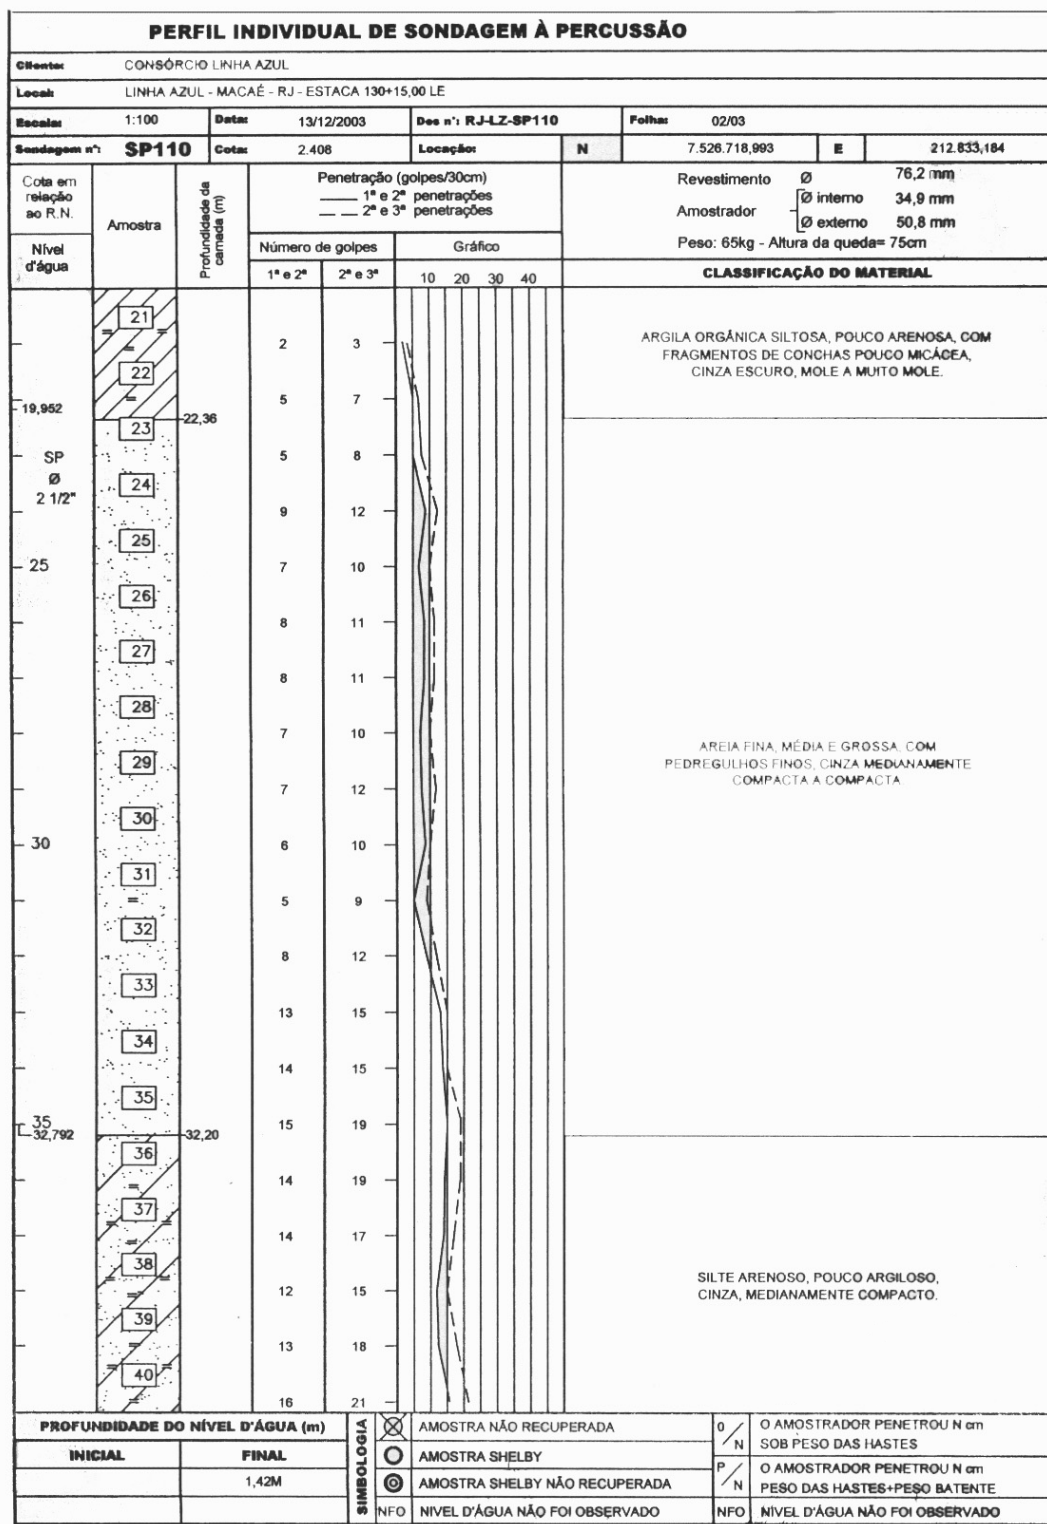 PERFIL INDIVIDUAL DE SONDAGEM À PERCUSSÃO
Cliente: CONSÓRCIO LINHA AZUL
Local: LINHA AZUL - MACAÉ - RJ - ESTACA 130+15,00 LE
Escala: 1:100 Data: 13/12/2003 Des nº: RJ-LZ-SP110 Folha: 02/03
Sondagem nº: SP110 Cota: 2.408 Locação: N 7.526.718,993 E 212.833,184
Cota em relação ao R.N.
Nível d'água
Amostra
Profundidade da camada (m)
Penetração (golpes/30cm)
1ª e 2ª penetrações
2ª e 3ª penetrações
Número de golpes Gráfico
1ª e 2ª 2ª e 3ª 10 20 30 40
Revestimento Ø 76,2 mm
Amostrador Ø interno 34,9 mm
Ø externo 50,8 mm
Peso: 65kg - Altura da queda= 75cm
CLASSIFICAÇÃO DO MATERIAL
21
2 3
22
5 7
19,952
22,36
23
5 8
SP
Ø
2 1/2"
24
9 12
25
25 7 10
26
8 11
27
8 11
28
7 10
29
7 12
30
30 6 10
31
5 9
32
8 12
33
13 15
34
14 15
35
35 15 19
32,792 32,20
36
14 19
37
14 17
38
12 15
39
13 18
40
16 21
ARGILA ORGÂNICA SILTOSA, POUCO ARENOSA, COM
FRAGMENTOS DE CONCHAS POUCO MICÁCEA,
CINZA ESCURO, MOLE A MUITO MOLE.
AREIA FINA, MÉDIA E GROSSA, COM
PEDREGULHOS FINOS, CINZA MEDIANAMENTE
COMPACTA A COMPACTA.
SILTE ARENOSO, POUCO ARGILOSO,
CINZA, MEDIANAMENTE COMPACTO.
PROFUNDIDADE DO NÍVEL D'ÁGUA (m)
INICIAL FINAL
1,42M
SIMBOLOGIA
AMOSTRA NÃO RECUPERADA
AMOSTRA SHELBY
AMOSTRA SHELBY NÃO RECUPERADA
NFO NIVEL D'ÁGUA NÃO FOI OBSERVADO
0/N O AMOSTRADOR PENETROU N cm
SOB PESO DAS HASTES
P/N O AMOSTRADOR PENETROU N cm
PESO DAS HASTES+PESO BATENTE
NFO NIVEL D'ÁGUA NÃO FOI OBSERVADO